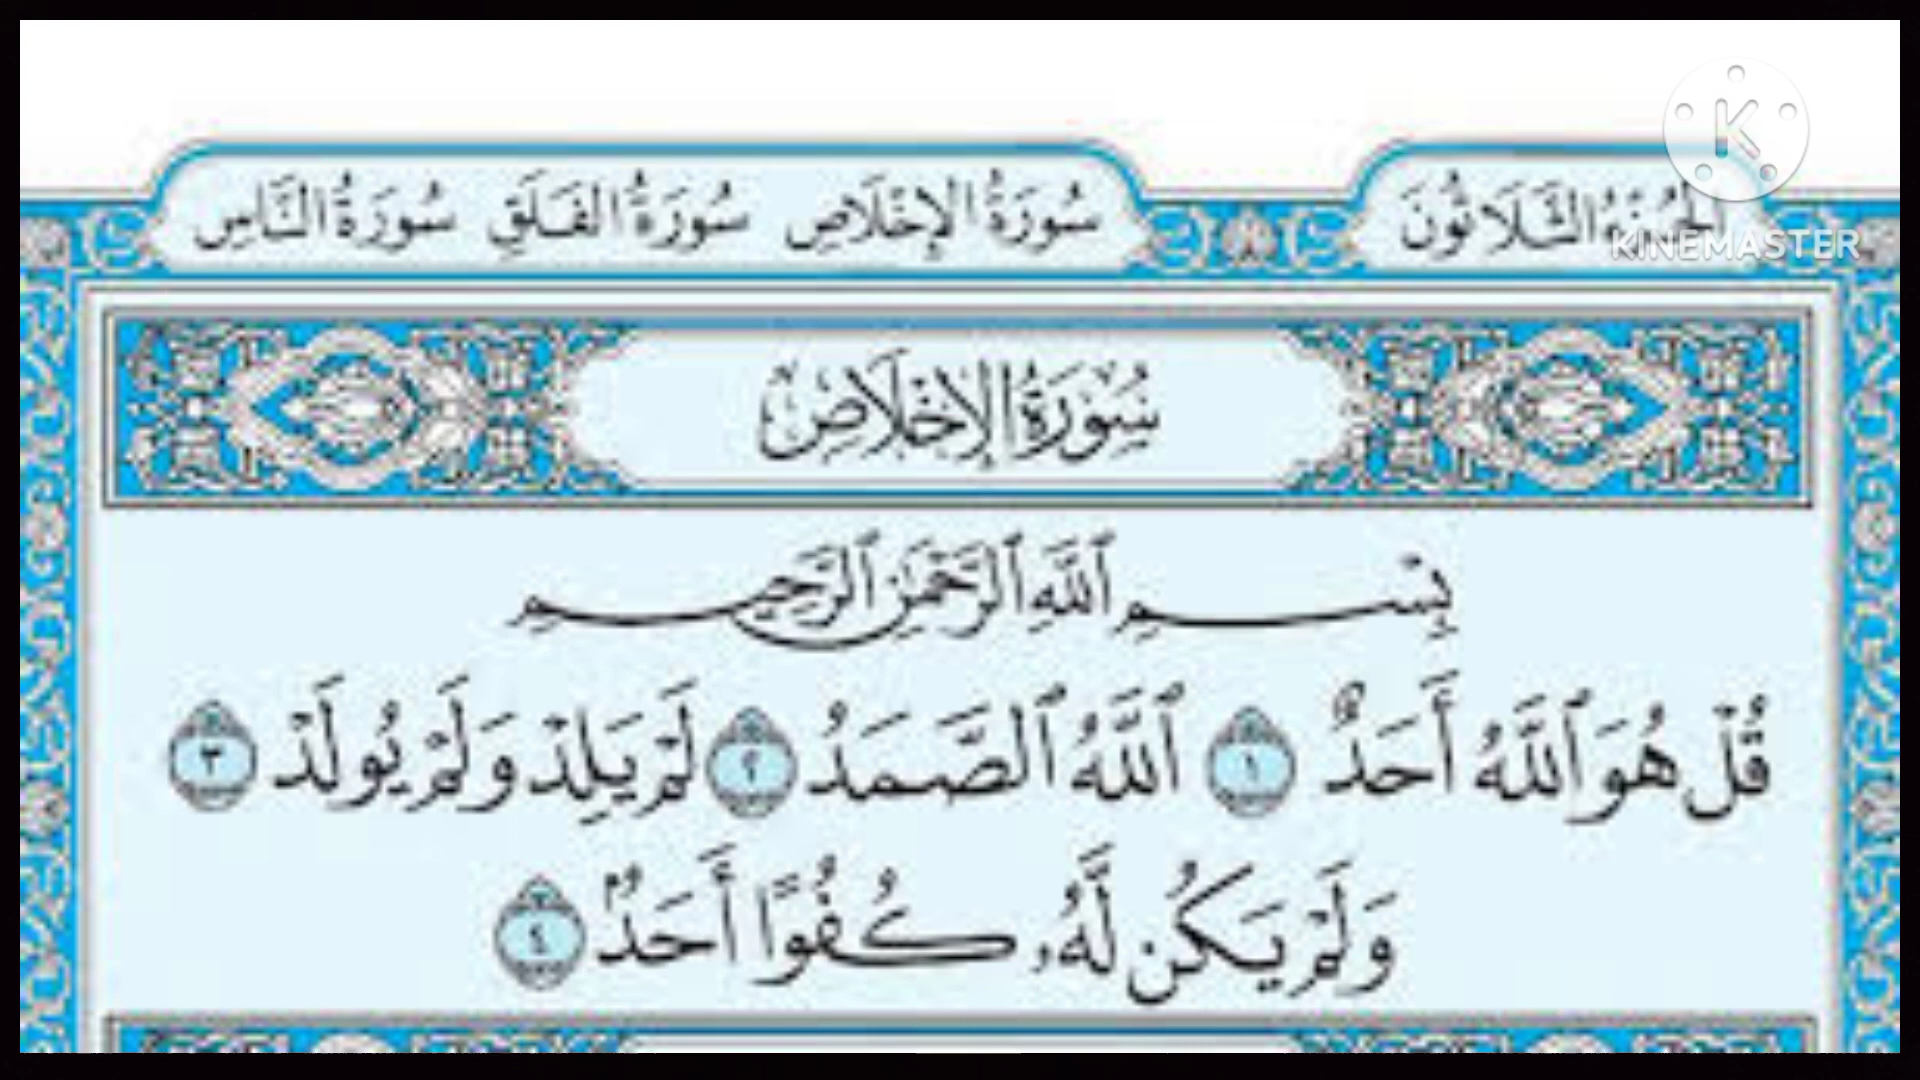 الجُزْءُ الثَّلَاثُونَ سُورَةُ الإِخْلَاصِ سُورَةُ الفَلَقِ سُورَةُ النَّاسِ
K
KINEMASTER
سُورَةُ الإِخْلَاصِ
بِسْمِ ٱللَّهِ ٱلرَّحْمَٰنِ ٱلرَّحِيمِ
قُلْ هُوَ ٱللَّهُ أَحَدٌ ١ ٱللَّهُ ٱلصَّمَدُ ٢ لَمْ يَلِدْ وَلَمْ يُولَدْ ٣
وَلَمْ يَكُن لَّهُۥ كُفُوًا أَحَدٌۢ ٤